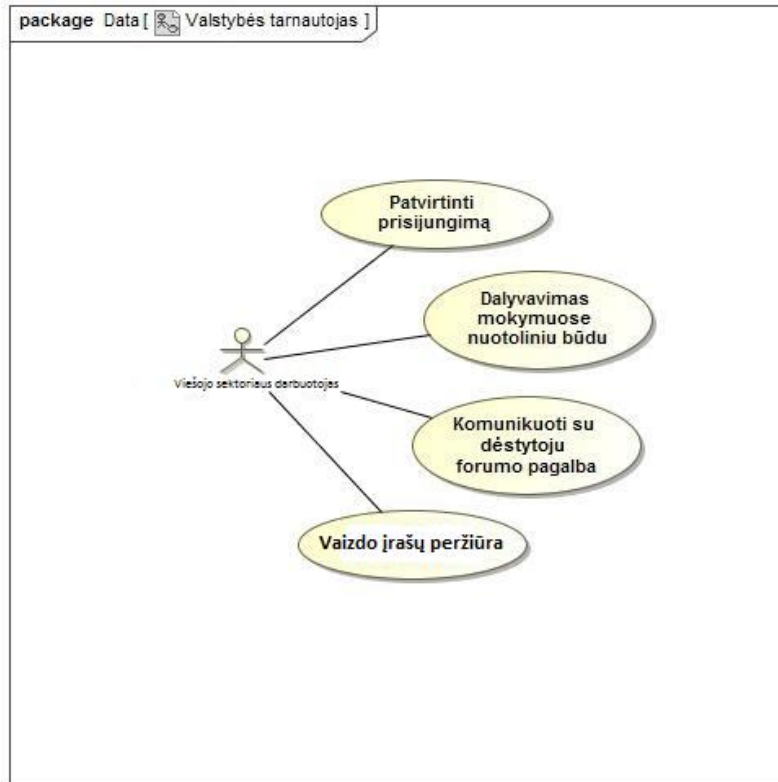 package Data [ Valstybės tarnautojas ]
Patvirtinti
prisijungimą
Dalyvavimas
mokymuose
nuotoliniu būdu
Viešojo sektoriaus darbuotojas
Komunikuoti su
dėstytoju
forumo pagalba
Vaizdo įrašų peržiūra